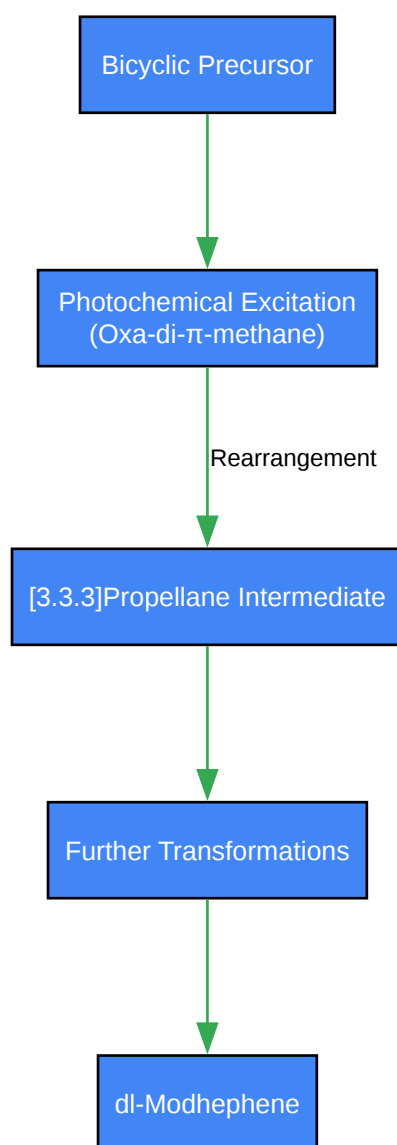 Bicyclic Precursor
Photochemical Excitation
(Oxa-di-π-methane)
Rearrangement
[3.3.3]Propellane Intermediate
Further Transformations
dl-Modhephene